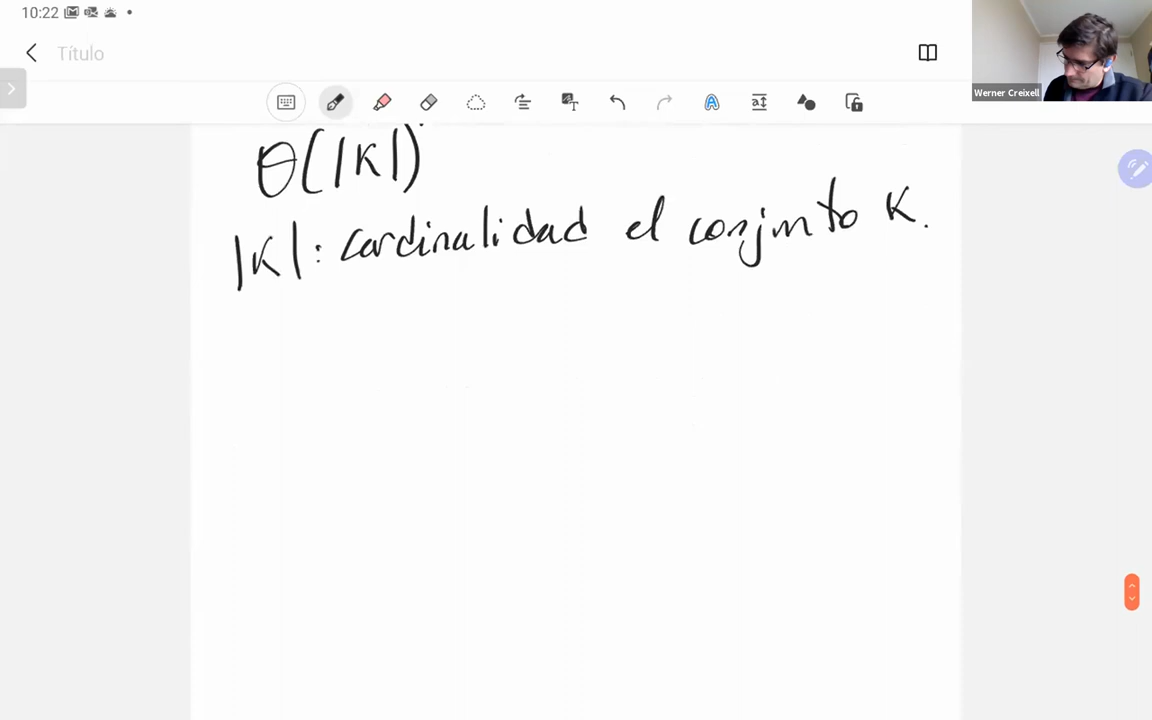 10:22
Título
Werner Creixell
Θ(|K|)
|K|: cardinalidad el conjunto K.